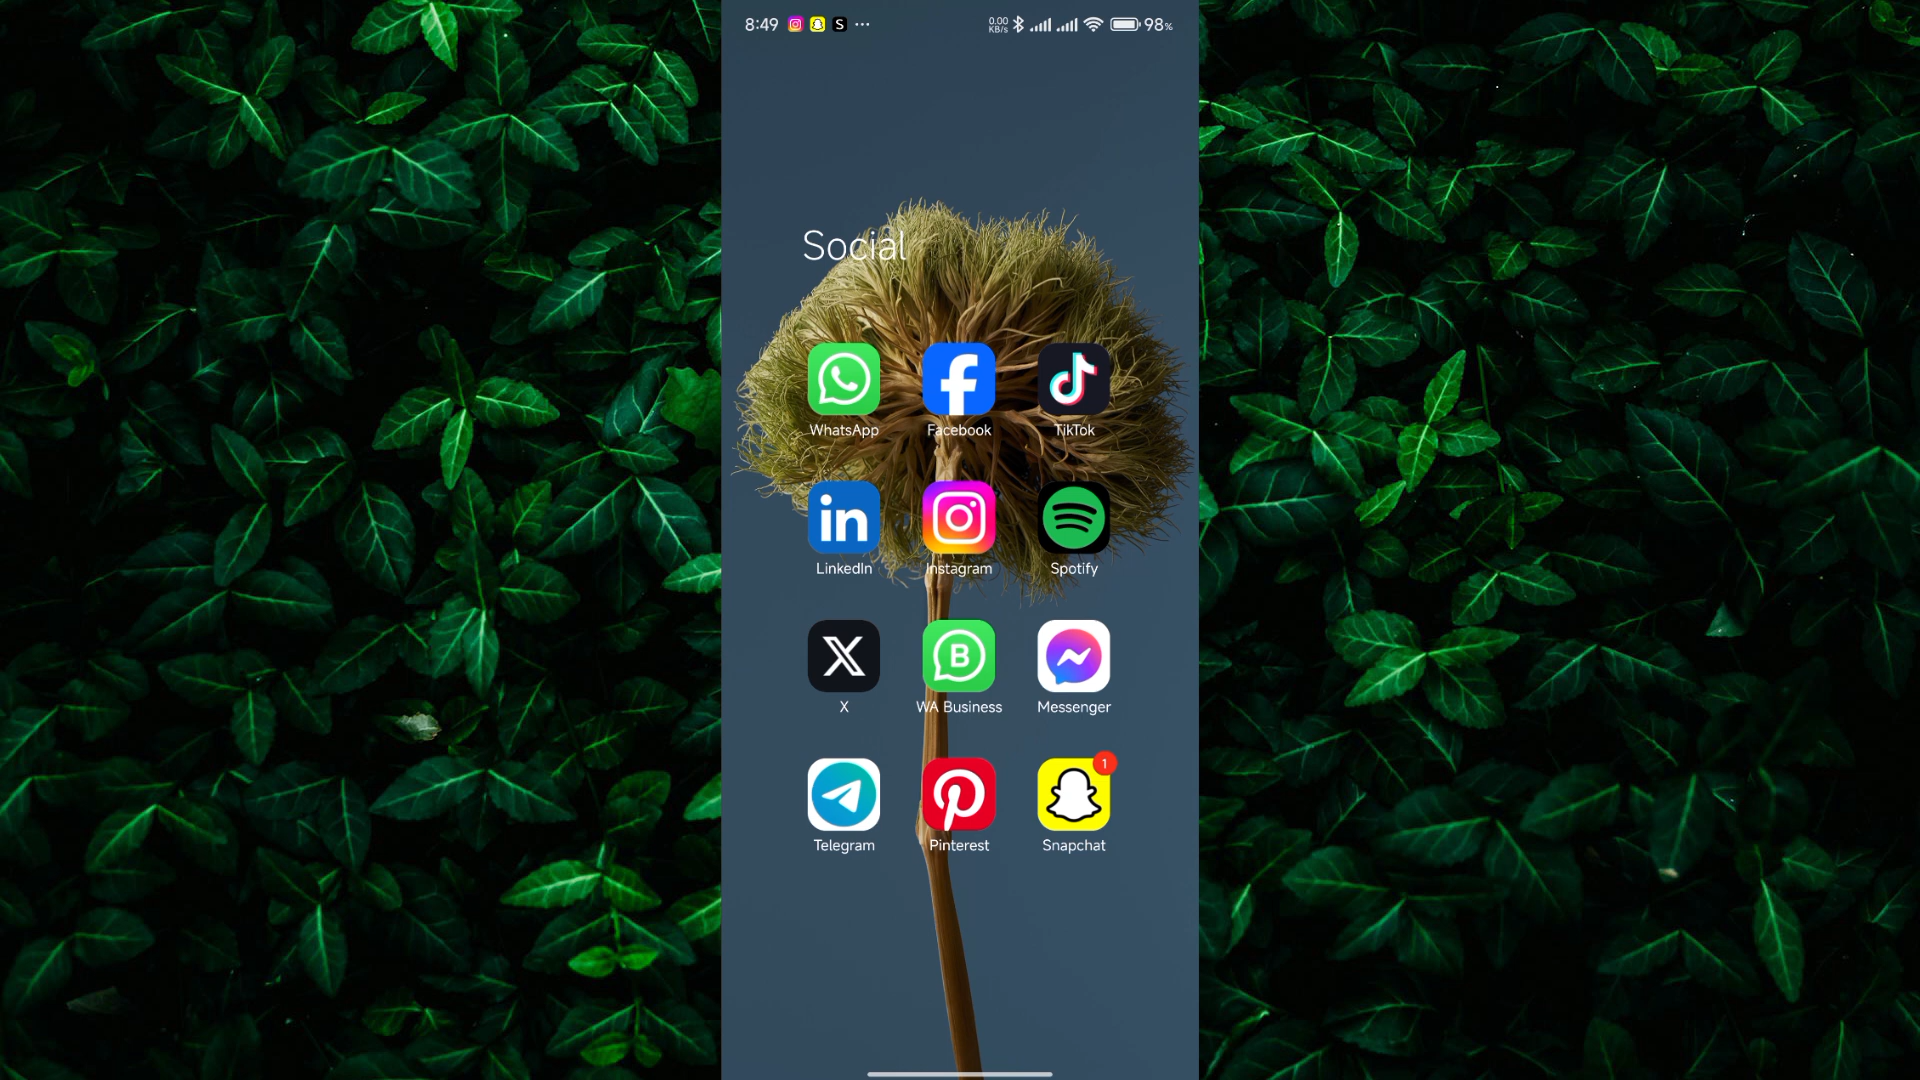 8:49 S ... 0.00 KB/s 98%
Social
WhatsApp Facebook TikTok
LinkedIn Instagram Spotify
X WA Business Messenger
1
Telegram Pinterest Snapchat